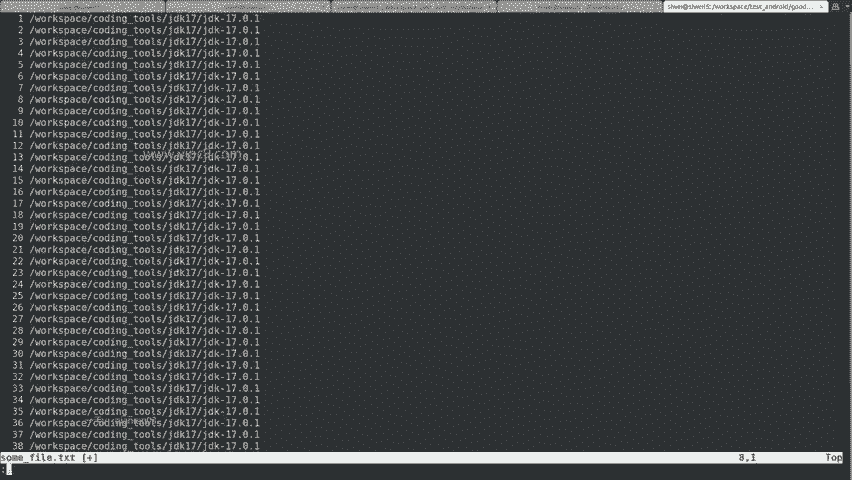 siwei@siwei15:/workspace/test_android/good...
1 /workspace/coding_tools/jdk17/jdk-17.0.1
2 /workspace/coding_tools/jdk17/jdk-17.0.1
3 /workspace/coding_tools/jdk17/jdk-17.0.1
4 /workspace/coding_tools/jdk17/jdk-17.0.1
5 /workspace/coding_tools/jdk17/jdk-17.0.1
6 /workspace/coding_tools/jdk17/jdk-17.0.1
7 /workspace/coding_tools/jdk17/jdk-17.0.1
8 /workspace/coding_tools/jdk17/jdk-17.0.1
9 /workspace/coding_tools/jdk17/jdk-17.0.1
10 /workspace/coding_tools/jdk17/jdk-17.0.1
11 /workspace/coding_tools/jdk17/jdk-17.0.1
12 /workspace/coding_tools/jdk17/jdk-17.0.1
13 /workspace/coding_tools/jdk17/jdk-17.0.1
14 /workspace/coding_tools/jdk17/jdk-17.0.1
15 /workspace/coding_tools/jdk17/jdk-17.0.1
16 /workspace/coding_tools/jdk17/jdk-17.0.1
17 /workspace/coding_tools/jdk17/jdk-17.0.1
18 /workspace/coding_tools/jdk17/jdk-17.0.1
19 /workspace/coding_tools/jdk17/jdk-17.0.1
20 /workspace/coding_tools/jdk17/jdk-17.0.1
21 /workspace/coding_tools/jdk17/jdk-17.0.1
22 /workspace/coding_tools/jdk17/jdk-17.0.1
23 /workspace/coding_tools/jdk17/jdk-17.0.1
24 /workspace/coding_tools/jdk17/jdk-17.0.1
25 /workspace/coding_tools/jdk17/jdk-17.0.1
26 /workspace/coding_tools/jdk17/jdk-17.0.1
27 /workspace/coding_tools/jdk17/jdk-17.0.1
28 /workspace/coding_tools/jdk17/jdk-17.0.1
29 /workspace/coding_tools/jdk17/jdk-17.0.1
30 /workspace/coding_tools/jdk17/jdk-17.0.1
31 /workspace/coding_tools/jdk17/jdk-17.0.1
32 /workspace/coding_tools/jdk17/jdk-17.0.1
33 /workspace/coding_tools/jdk17/jdk-17.0.1
34 /workspace/coding_tools/jdk17/jdk-17.0.1
35 /workspace/coding_tools/jdk17/jdk-17.0.1
36 /workspace/coding_tools/jdk17/jdk-17.0.1
37 /workspace/coding_tools/jdk17/jdk-17.0.1
38 /workspace/coding_tools/jdk17/jdk-17.0.1
some_file.txt [+] 8,1 Top
: